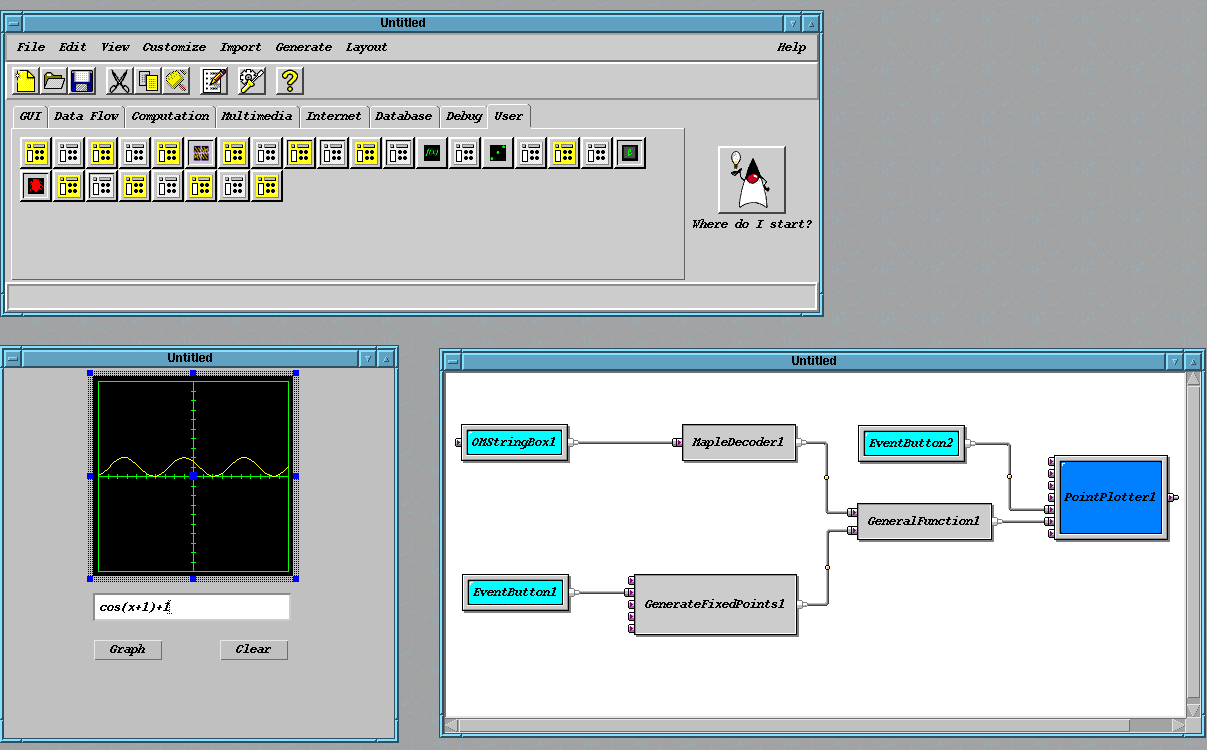 Untitled
File Edit View Customize Import Generate Layout Help
GUI Data Flow Computation Multimedia Internet Database Debug User
Where do I start?
Untitled
cos(x+1)+1
Graph Clear
Untitled
OMStringBox1 MapleDecoder1 EventButton2
PointPlotter1
GeneralFunction1
EventButton1 GenerateFixedPoints1